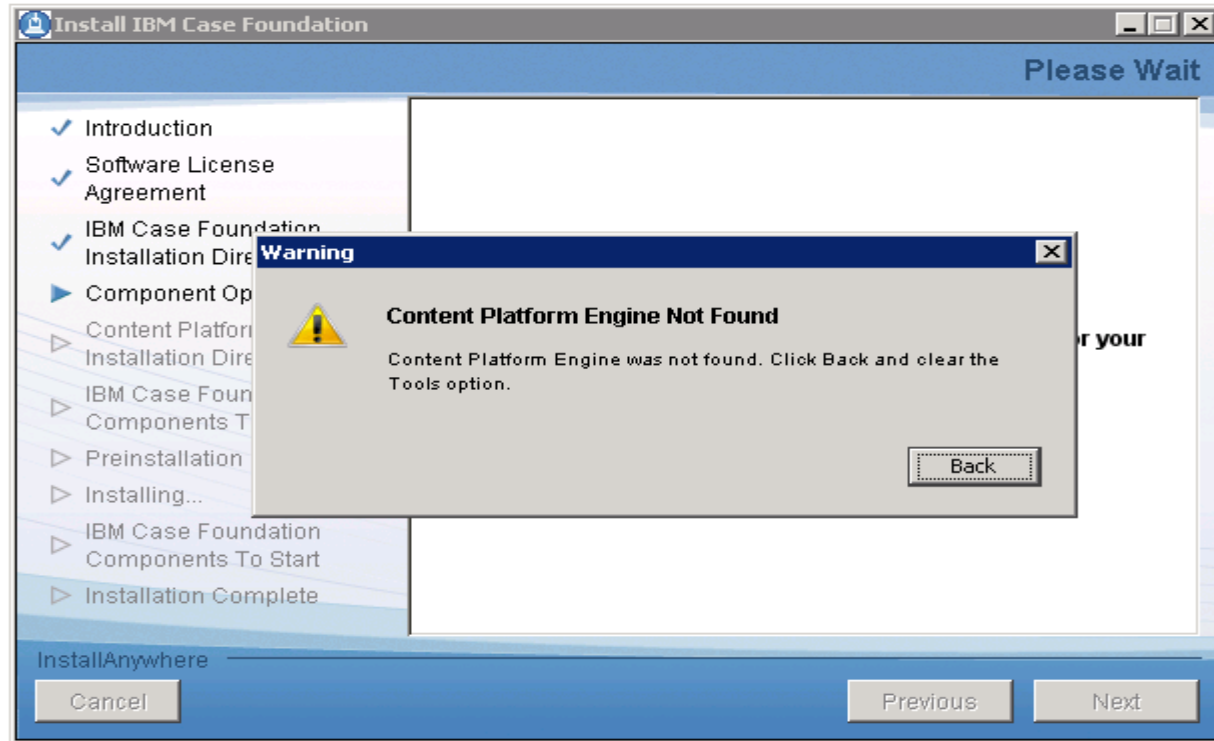 Install IBM Case Foundation
Please Wait
Introduction
Software License
Agreement
IBM Case Foundation
Installation Dire
Component Op
Content Platform
Installation Dire
IBM Case Foun
Components T
Preinstallation
Installing...
IBM Case Foundation
Components To Start
Installation Complete
Warning
Content Platform Engine Not Found
Content Platform Engine was not found. Click Back and clear the
Tools option.
Back
or your
InstallAnywhere
Cancel
Previous
Next